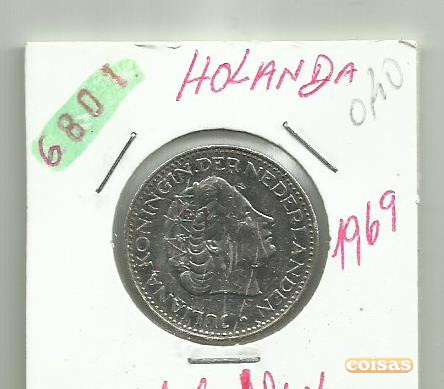 6801
HOLANDA
0,40
1969
JULIANA KONINGIN DER NEDERLANDEN
coisas